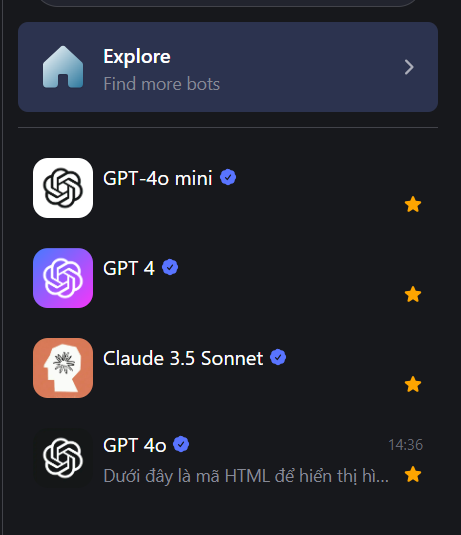 Explore
Find more bots
GPT-4o mini
GPT 4
Claude 3.5 Sonnet
GPT 4o
14:36
Dưới đây là mã HTML để hiển thị hì...